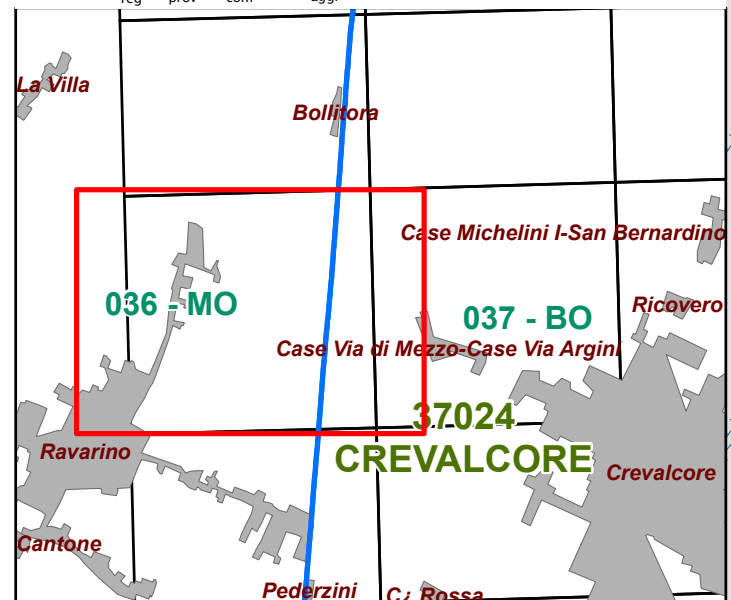 La Villa
Bollitora
Case Michelini I-San Bernardino
036 - MO
037 - BO
Ricovero
Case Via di Mezzo-Case Via Argini
37024
CREVALCORE
Ravarino
Crevalcore
Cantone
Pederzini
C¿ Rossa